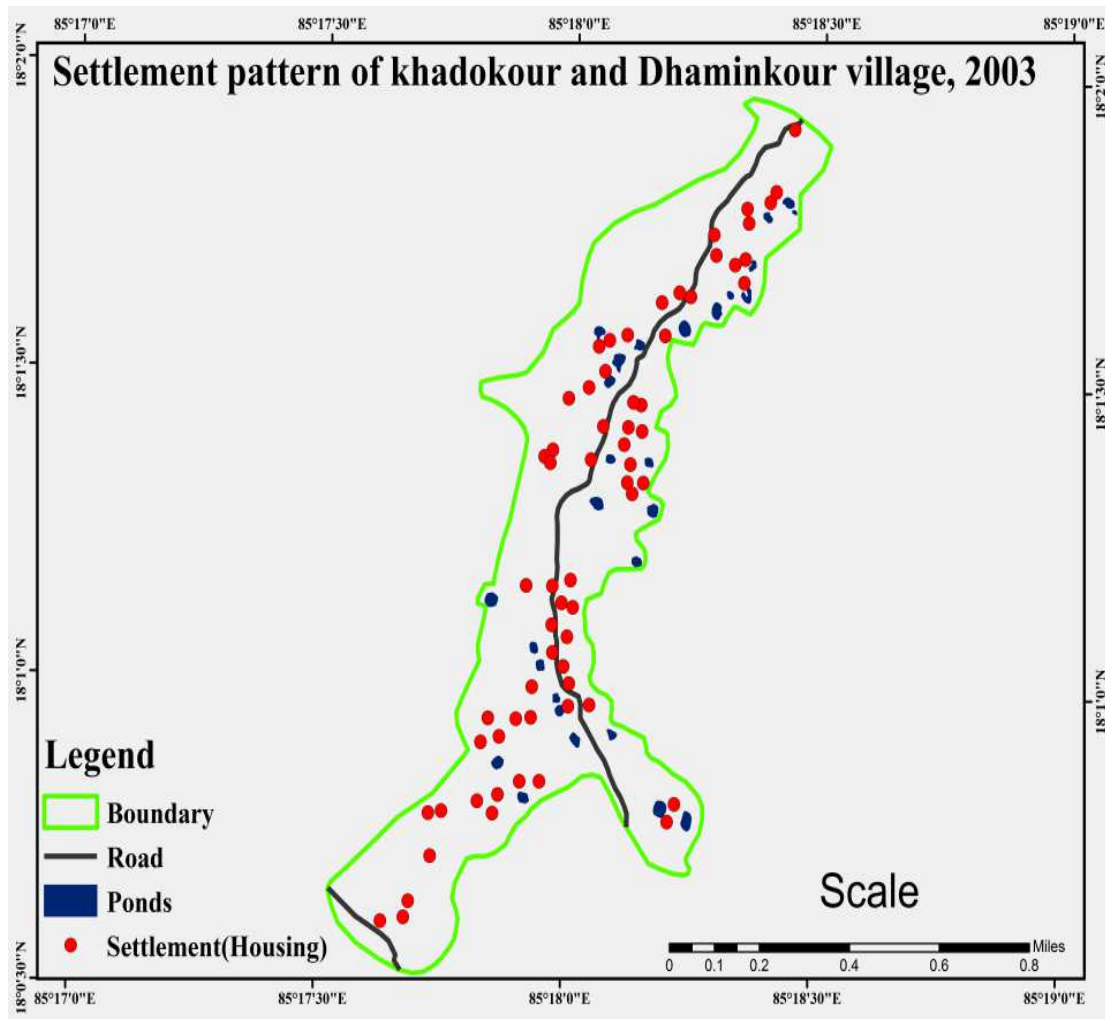 85°17'0"E 85°17'30"E 85°18'0"E 85°18'30"E 85°19'0"E
18°2'0"N
Settlement pattern of khadokour and Dhaminkour village, 2003
18°2'0"N
18°1'30"N
18°1'30"N
18°1'0"N
18°1'0"N
Legend
Boundary
Road
Ponds
Settlement(Housing)
Scale
Miles
0 0.1 0.2 0.4 0.6 0.8
18°0'30"N
85°17'0"E 85°17'30"E 85°18'0"E 85°18'30"E 85°19'0"E